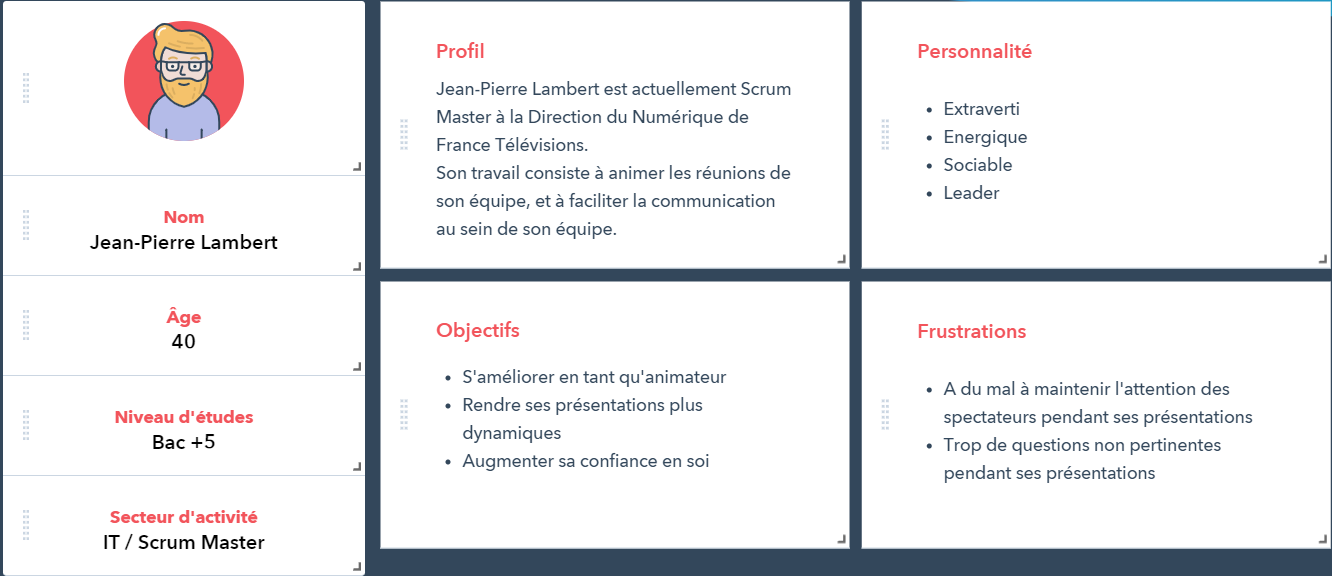 Nom
Jean-Pierre Lambert
Âge
40
Niveau d'études
Bac +5
Secteur d'activité
IT / Scrum Master
Profil
Jean-Pierre Lambert est actuellement Scrum
Master à la Direction du Numérique de
France Télévisions.
Son travail consiste à animer les réunions de
son équipe, et à faciliter la communication
au sein de son équipe.
Personnalité
• Extraverti
• Energique
• Sociable
• Leader
Objectifs
• S'améliorer en tant qu'animateur
• Rendre ses présentations plus
dynamiques
• Augmenter sa confiance en soi
Frustrations
• A du mal à maintenir l'attention des
spectateurs pendant ses présentations
• Trop de questions non pertinentes
pendant ses présentations